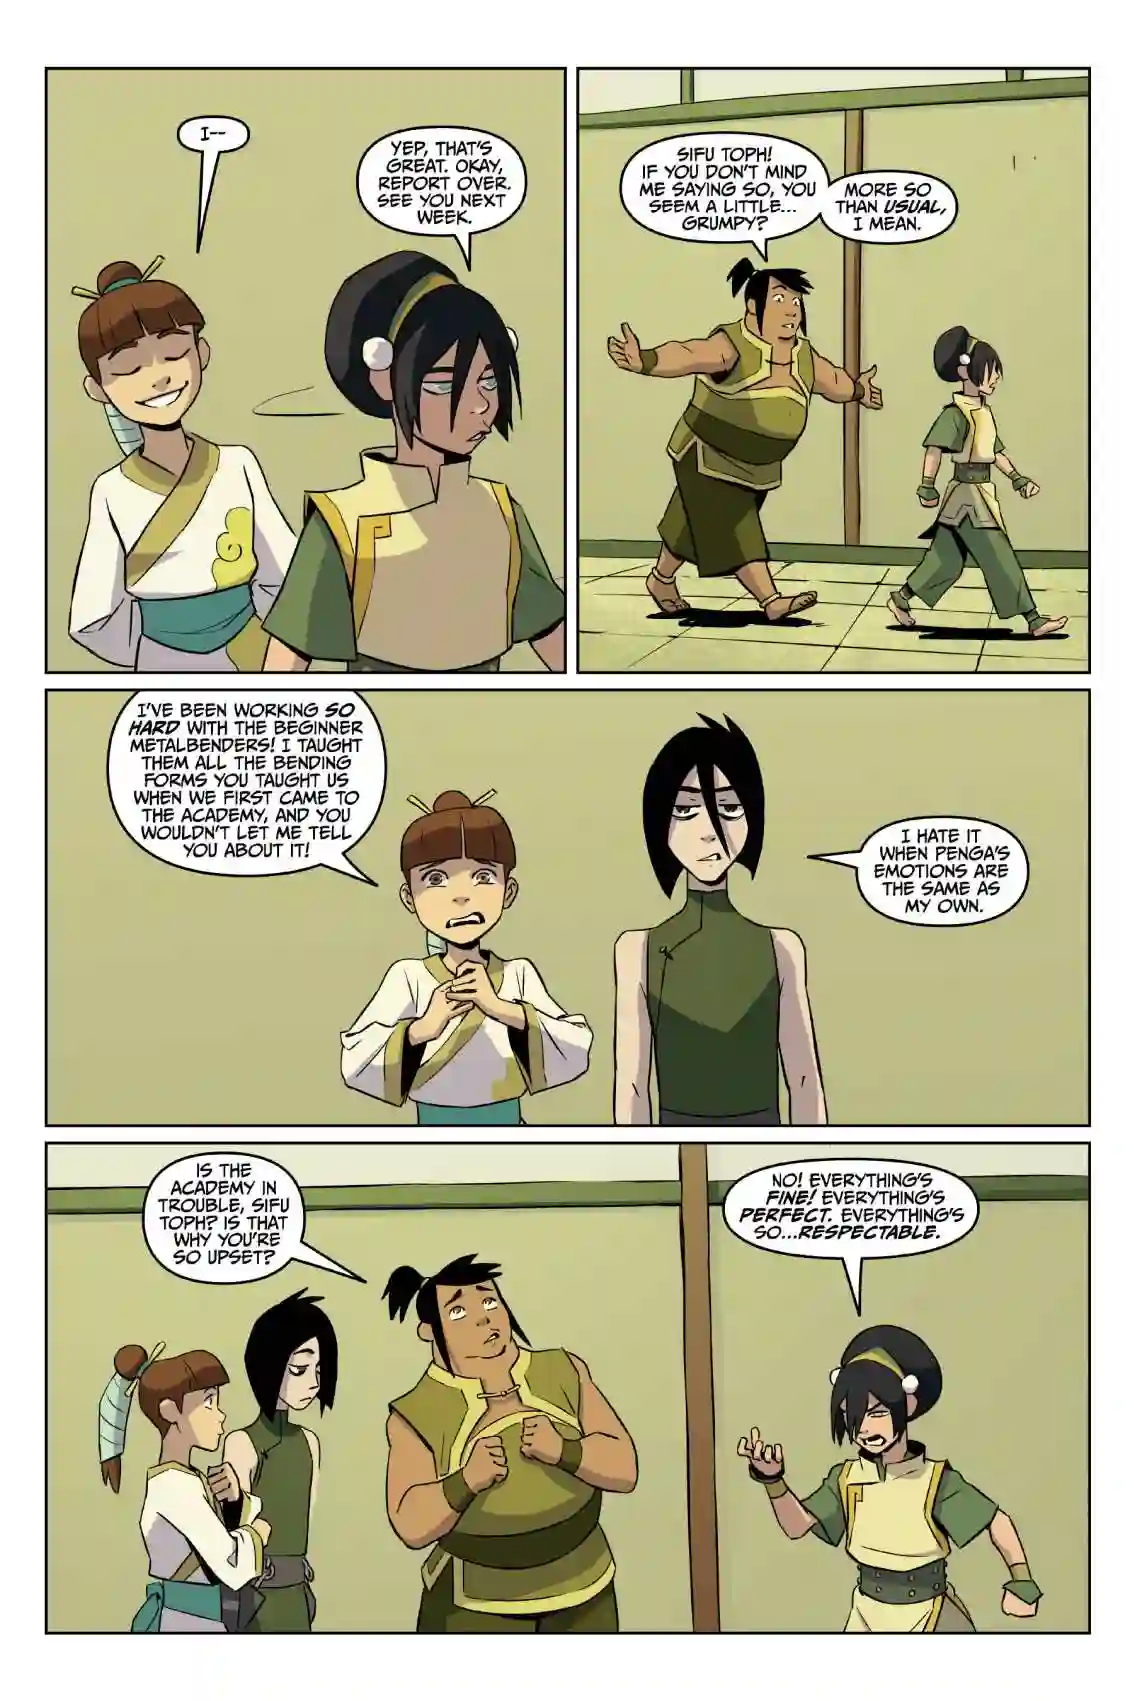 I--
YEP, THAT'S
GREAT. OKAY,
REPORT OVER.
SEE YOU NEXT
WEEK.
SIFU TOPH!
IF YOU DON'T MIND
ME SAYING SO, YOU
SEEM A LITTLE...
GRUMPY?
MORE SO
THAN USUAL,
I MEAN.
I'VE BEEN WORKING SO
HARD WITH THE BEGINNER
METALBENDERS! I TAUGHT
THEM ALL THE BENDING
FORMS YOU TAUGHT US
WHEN WE FIRST CAME TO
THE ACADEMY, AND YOU
WOULDN'T LET ME TELL
YOU ABOUT IT!
I HATE IT
WHEN PENGA'S
EMOTIONS ARE
THE SAME AS
MY OWN.
IS THE
ACADEMY IN
TROUBLE, SIFU
TOPH? IS THAT
WHY YOU'RE
SO UPSET?
NO! EVERYTHING'S
FINE! EVERYTHING'S
PERFECT. EVERYTHING'S
SO...RESPECTABLE.